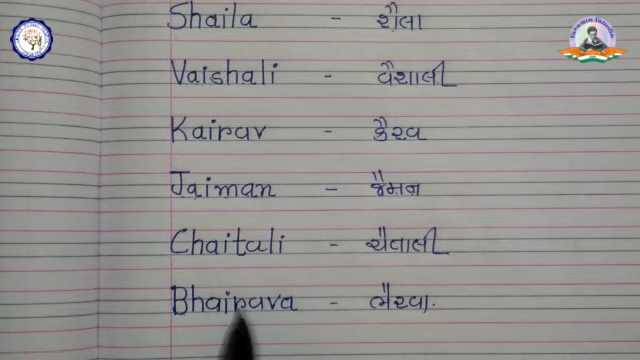 Shaila - શૈલા
Vaishali - વૈશાલી
Kairav - કૈરવ
Jaiman - જૈમન
Chaitali - ચૈતાલી
Bhairava - ભૈરવા